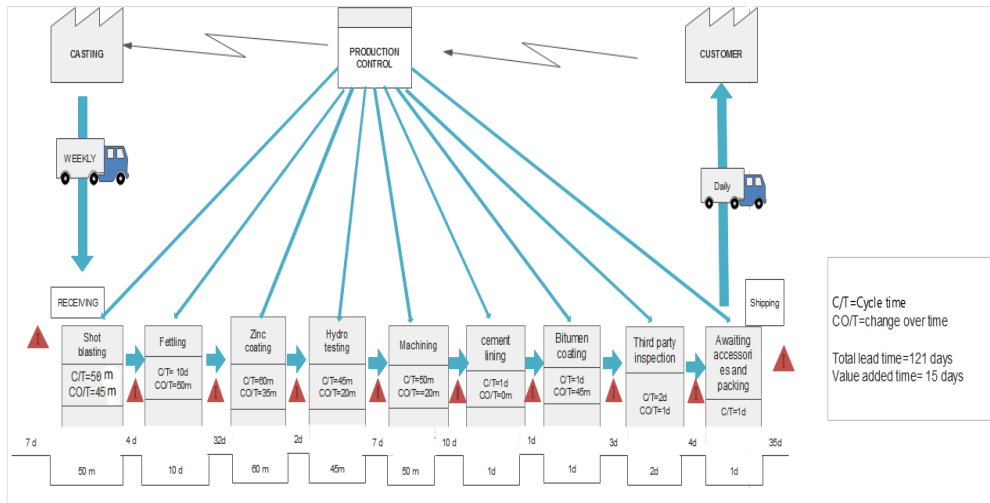 CASTING
PRODUCTION
CONTROL
CUSTOMER
WEEKLY
Daily
RECEIVING
Shipping
Shot
blasting
C/T=50 m
CO/T=45 m
Fettling
C/T= 10d
CO/T=50m
Zinc
coating
C/T=60m
CO/T=35m
Hydro
testing
C/T=45m
CO/T=20m
Machining
C/T=50m
CO/T==20m
cement
lining
C/T=1d
CO/T=0m
Bitumen
coating
C/T=1d
CO/T=45m
Third party
inspection
C/T=2d
CO/T=1d
Awaiting
accessori
es and
packing
C/T=1d
C/T=Cycle time
CO/T=change over time
Total lead time=121 days
Value added time= 15 days
7 d
4 d
32d
2d
7 d
10 d
1d
3d
4d
35d
50 m
10 d
60 m
45m
50 m
1d
1d
2d
1d